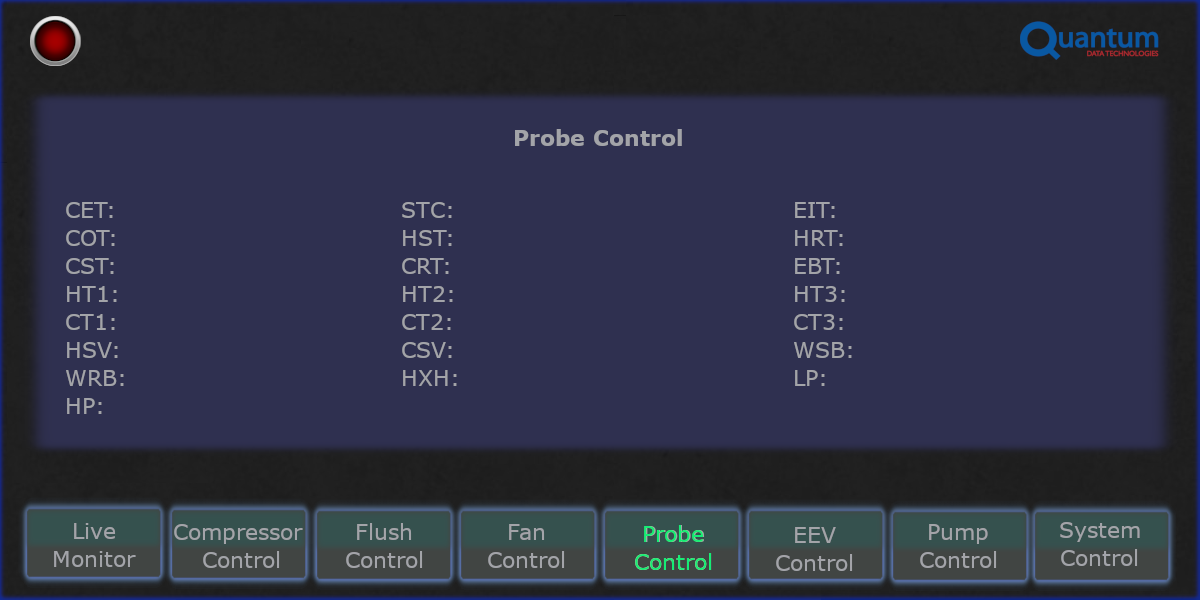 Quantum
DATA TECHNOLOGIES
Probe Control
CET: STC: EIT:
COT: HST: HRT:
CST: CRT: EBT:
HT1: HT2: HT3:
CT1: CT2: CT3:
HSV: CSV: WSB:
WRB: HXH: LP:
HP:
Live
Monitor
Compressor
Control
Flush
Control
Fan
Control
Probe
Control
EEV
Control
Pump
Control
System
Control